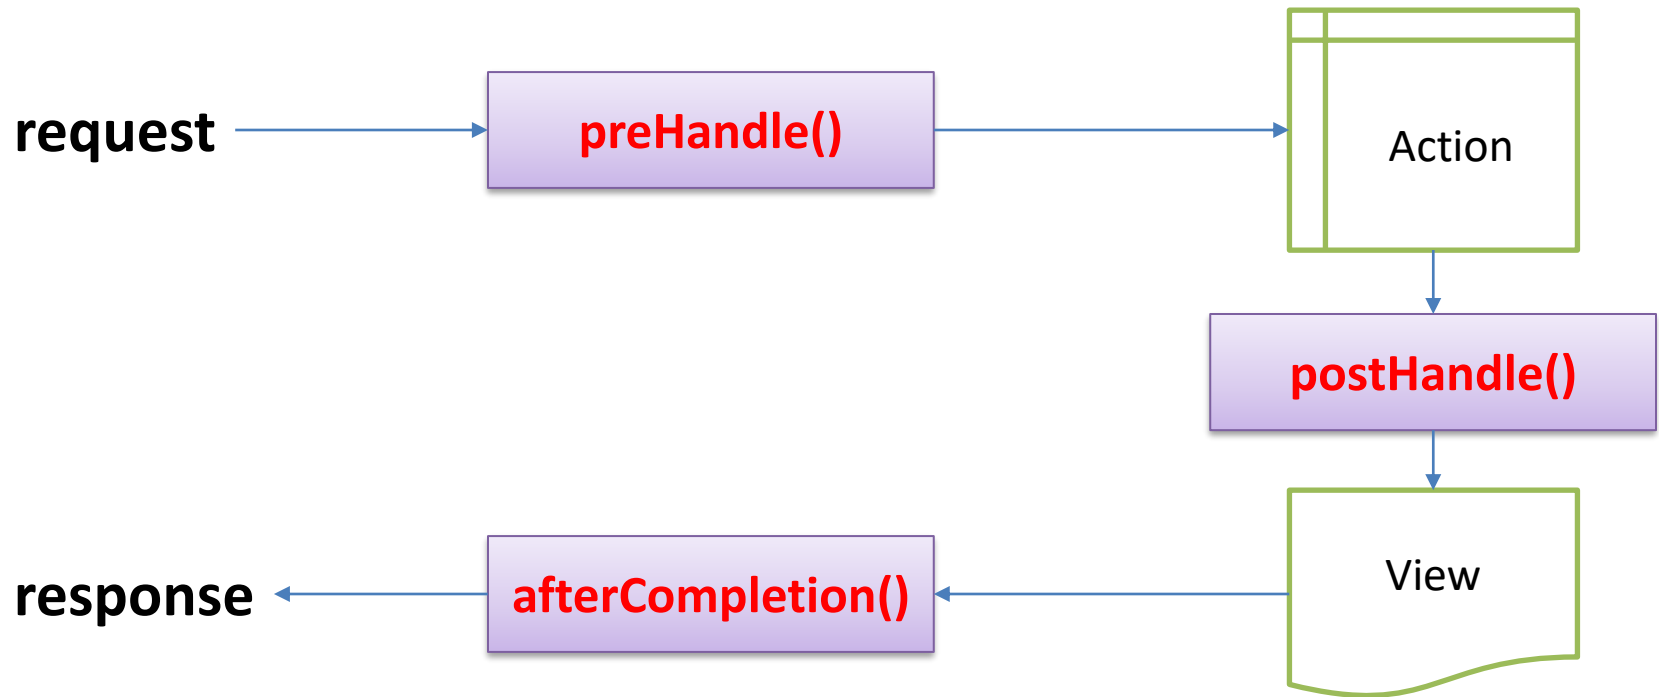 request
preHandle()
Action
postHandle()
View
afterCompletion()
response